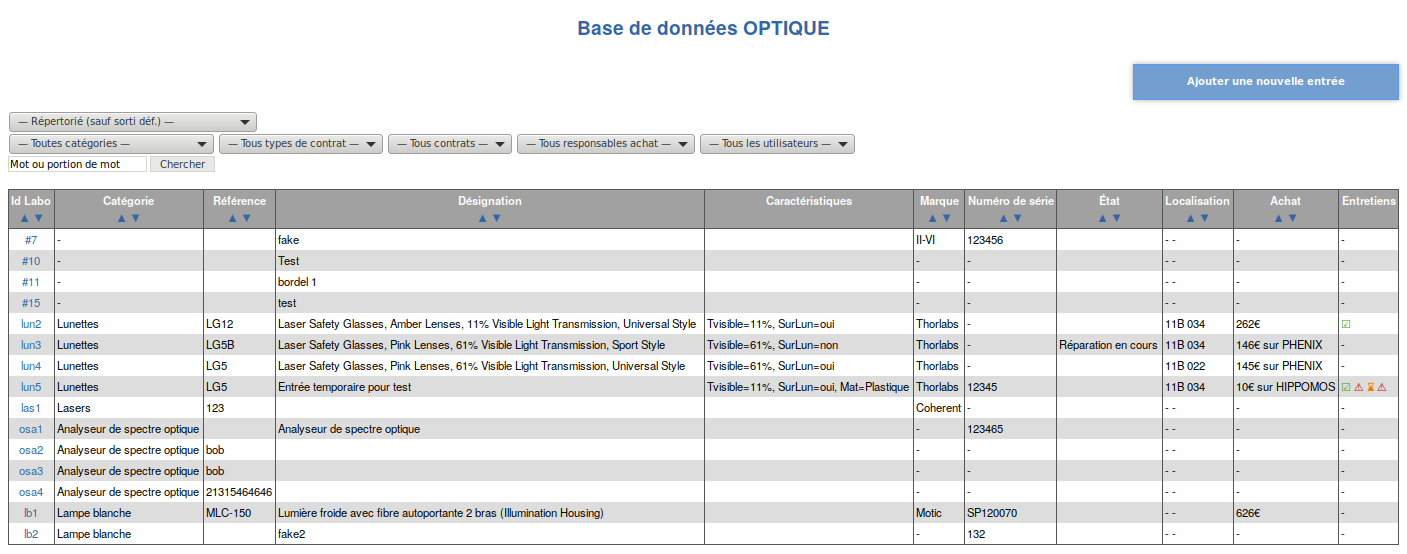 Base de données OPTIQUE
Ajouter une nouvelle entrée
— Répertorié (sauf sorti déf.) —
— Toutes catégories — — Tous types de contrat — — Tous contrats — — Tous responsables achat — — Tous les utilisateurs —
Mot ou portion de mot Chercher
Id Labo Catégorie Référence Désignation Caractéristiques Marque Numéro de série État Localisation Achat Entretiens
▲ ▼ ▲ ▼ ▲ ▼ ▲ ▼ ▲ ▼ ▲ ▼ ▲ ▼ ▲ ▼ ▲ ▼
#7 - fake II-VI 123456 - - - -
#10 - Test - - - - - -
#11 - bordel 1 - - - - - -
#15 - test - - - - - -
lun2 Lunettes LG12 Laser Safety Glasses, Amber Lenses, 11% Visible Light Transmission, Universal Style Tvisible=11%, SurLun=oui Thorlabs - 11B 034 262€ ☑
lun3 Lunettes LG5B Laser Safety Glasses, Pink Lenses, 61% Visible Light Transmission, Sport Style Tvisible=61%, SurLun=non Thorlabs - Réparation en cours 11B 034 146€ sur PHENIX -
lun4 Lunettes LG5 Laser Safety Glasses, Pink Lenses, 61% Visible Light Transmission, Universal Style Tvisible=61%, SurLun=oui Thorlabs - 11B 022 145€ sur PHENIX -
lun5 Lunettes LG5 Entrée temporaire pour test Tvisible=11%, SurLun=oui, Mat=Plastique Thorlabs 12345 11B 034 10€ sur HIPPOMOS ☑ ⚠ ⌛ ⚠
las1 Lasers 123 Coherent - - - - -
osa1 Analyseur de spectre optique Analyseur de spectre optique - 123465 - - - -
osa2 Analyseur de spectre optique bob - - - - - -
osa3 Analyseur de spectre optique bob - - - - - -
osa4 Analyseur de spectre optique 21315464646 - - - - - -
lb1 Lampe blanche MLC-150 Lumière froide avec fibre autoportante 2 bras (Illumination Housing) Motic SP120070 - - 626€ -
lb2 Lampe blanche fake2 - 132 - - - -